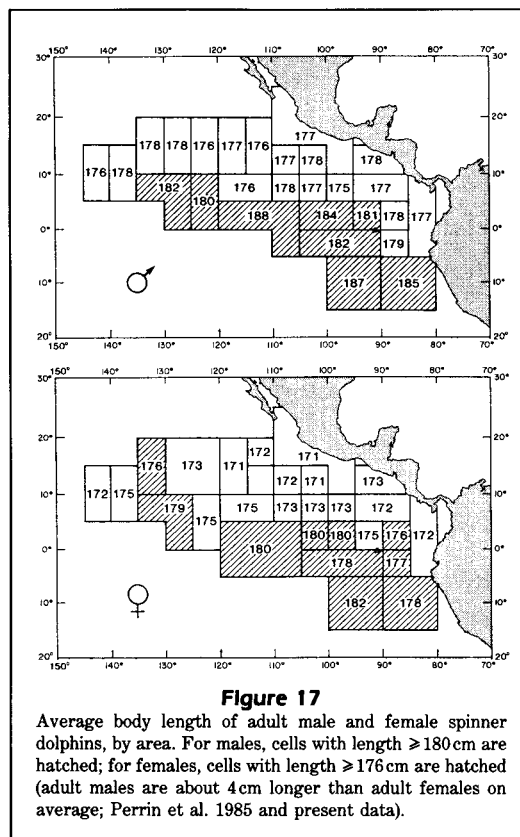 150° 140° 130° 120° 110° 100° 90° 80° 70°
30° 30°
20° 20°
178 178 176 177 176 177
176 178 177 178 178
10° 10°
182 180 176 178 177 175 177
188 184 181 178 177
0° 0°
182 179
10° 187 185 10°
♂
20° 20°
150° 140° 130° 120° 110° 100° 90° 80° 70°
150° 140° 130° 120° 110° 100° 90° 80° 70°
30° 30°
20° 20°
176 173 171 172 171
172 175 172 171 173
10° 10°
179 175 175 173 173 173 172
180 180 180 175 176 172
0° 0°
178 177
10° 182 178 10°
♀
20° 20°
150° 140° 130° 120° 110° 100° 90° 80° 70°
Figure 17
Average body length of adult male and female spinner
dolphins, by area. For males, cells with length ≥ 180 cm are
hatched; for females, cells with length ≥ 176 cm are hatched
(adult males are about 4 cm longer than adult females on
average; Perrin et al. 1985 and present data).